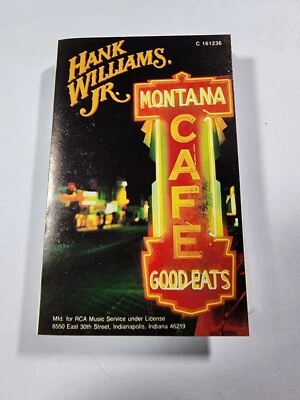 HANK
WILLIAMS,
JR.
C 161236
MONTANA
CAFE
GOOD EATS
Mfd. for RCA Music Service under License
6550 East 30th Street, Indianapolis, Indiana 46219